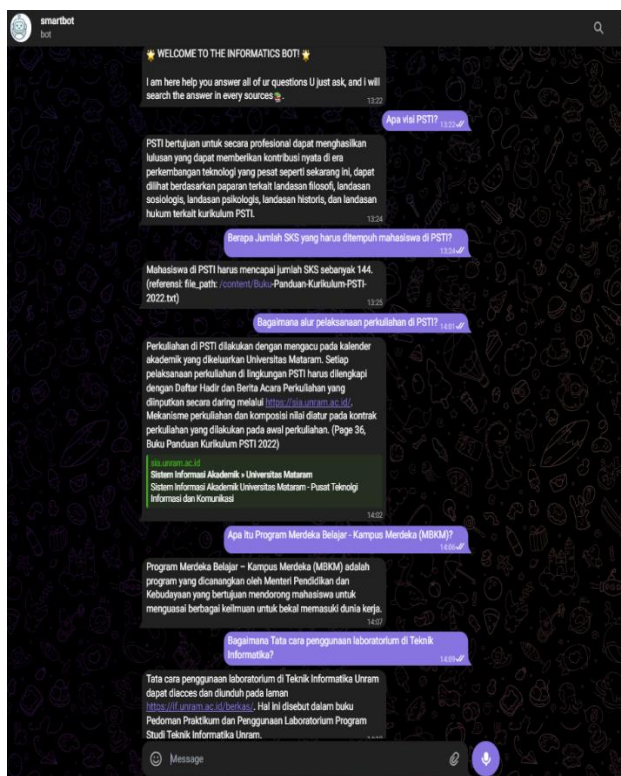 smartbot
bot
WELCOME TO THE INFORMATICS BOT!
I am here help you answer all of ur questions U just ask, and i will
search the answer in every sources.
13:22
Apa visi PSTI?
13:23
PSTI bertujuan untuk secara profesional dapat menghasilkan
lulusan yang dapat memberikan kontribusi nyata di era
perkembangan teknologi yang pesat seperti sekarang ini, dapat
dilihat berdasarkan paparan terkait landasan filosofi, landasan
sosiologis, landasan psikologis, landasan historis, dan landasan
hukum terkait kurikulum PSTI.
13:24
Berapa Jumlah SKS yang harus ditempuh mahasiswa di PSTI?
13:24
Mahasiswa di PSTI harus mencapai jumlah SKS sebanyak 144.
(referensi: file_path: /content/Buku-Panduan-Kurikulum-PSTI-
2022.txt)
13:25
Bagaimana alur pelaksanaan perkuliahan di PSTI?
14:01
Perkuliahan di PSTI dilakukan dengan mengacu pada kalender
akademik yang dikeluarkan Universitas Mataram. Setiap
pelaksanaan perkuliahan di lingkungan PSTI harus dilengkapi
dengan Daftar Hadir dan Berita Acara Perkuliahan yang
diinputkan secara daring melalui https://sia.unram.ac.id/.
Mekanisme perkuliahan dan komposisi nilai diatur pada kontrak
perkuliahan yang dilakukan pada awal perkuliahan. (Page 36,
Buku Panduan Kurikulum PSTI 2022)
sia.unram.ac.id
Sistem Informasi Akademik » Universitas Mataram
Sistem Informasi Akademik Universitas Mataram - Pusat Teknolgi
Informasi dan Komunikasi
14:02
Apa itu Program Merdeka Belajar - Kampus Merdeka (MBKM)?
14:06
Program Merdeka Belajar – Kampus Merdeka (MBKM) adalah
program yang dicanangkan oleh Menteri Pendidikan dan
Kebudayaan yang bertujuan mendorong mahasiswa untuk
menguasai berbagai keilmuan untuk bekal memasuki dunia kerja.
14:07
Bagaimana Tata cara penggunaan laboratorium di Teknik
Informatika?
14:09
Tata cara penggunaan laboratorium di Teknik Informatika Unram
dapat diacces dan diunduh pada laman
https://if.unram.ac.id/berkas/. Hal ini disebut dalam buku
Pedoman Praktikum dan Penggunaan Laboratorium Program
Studi Teknik Informatika Unram.
Message